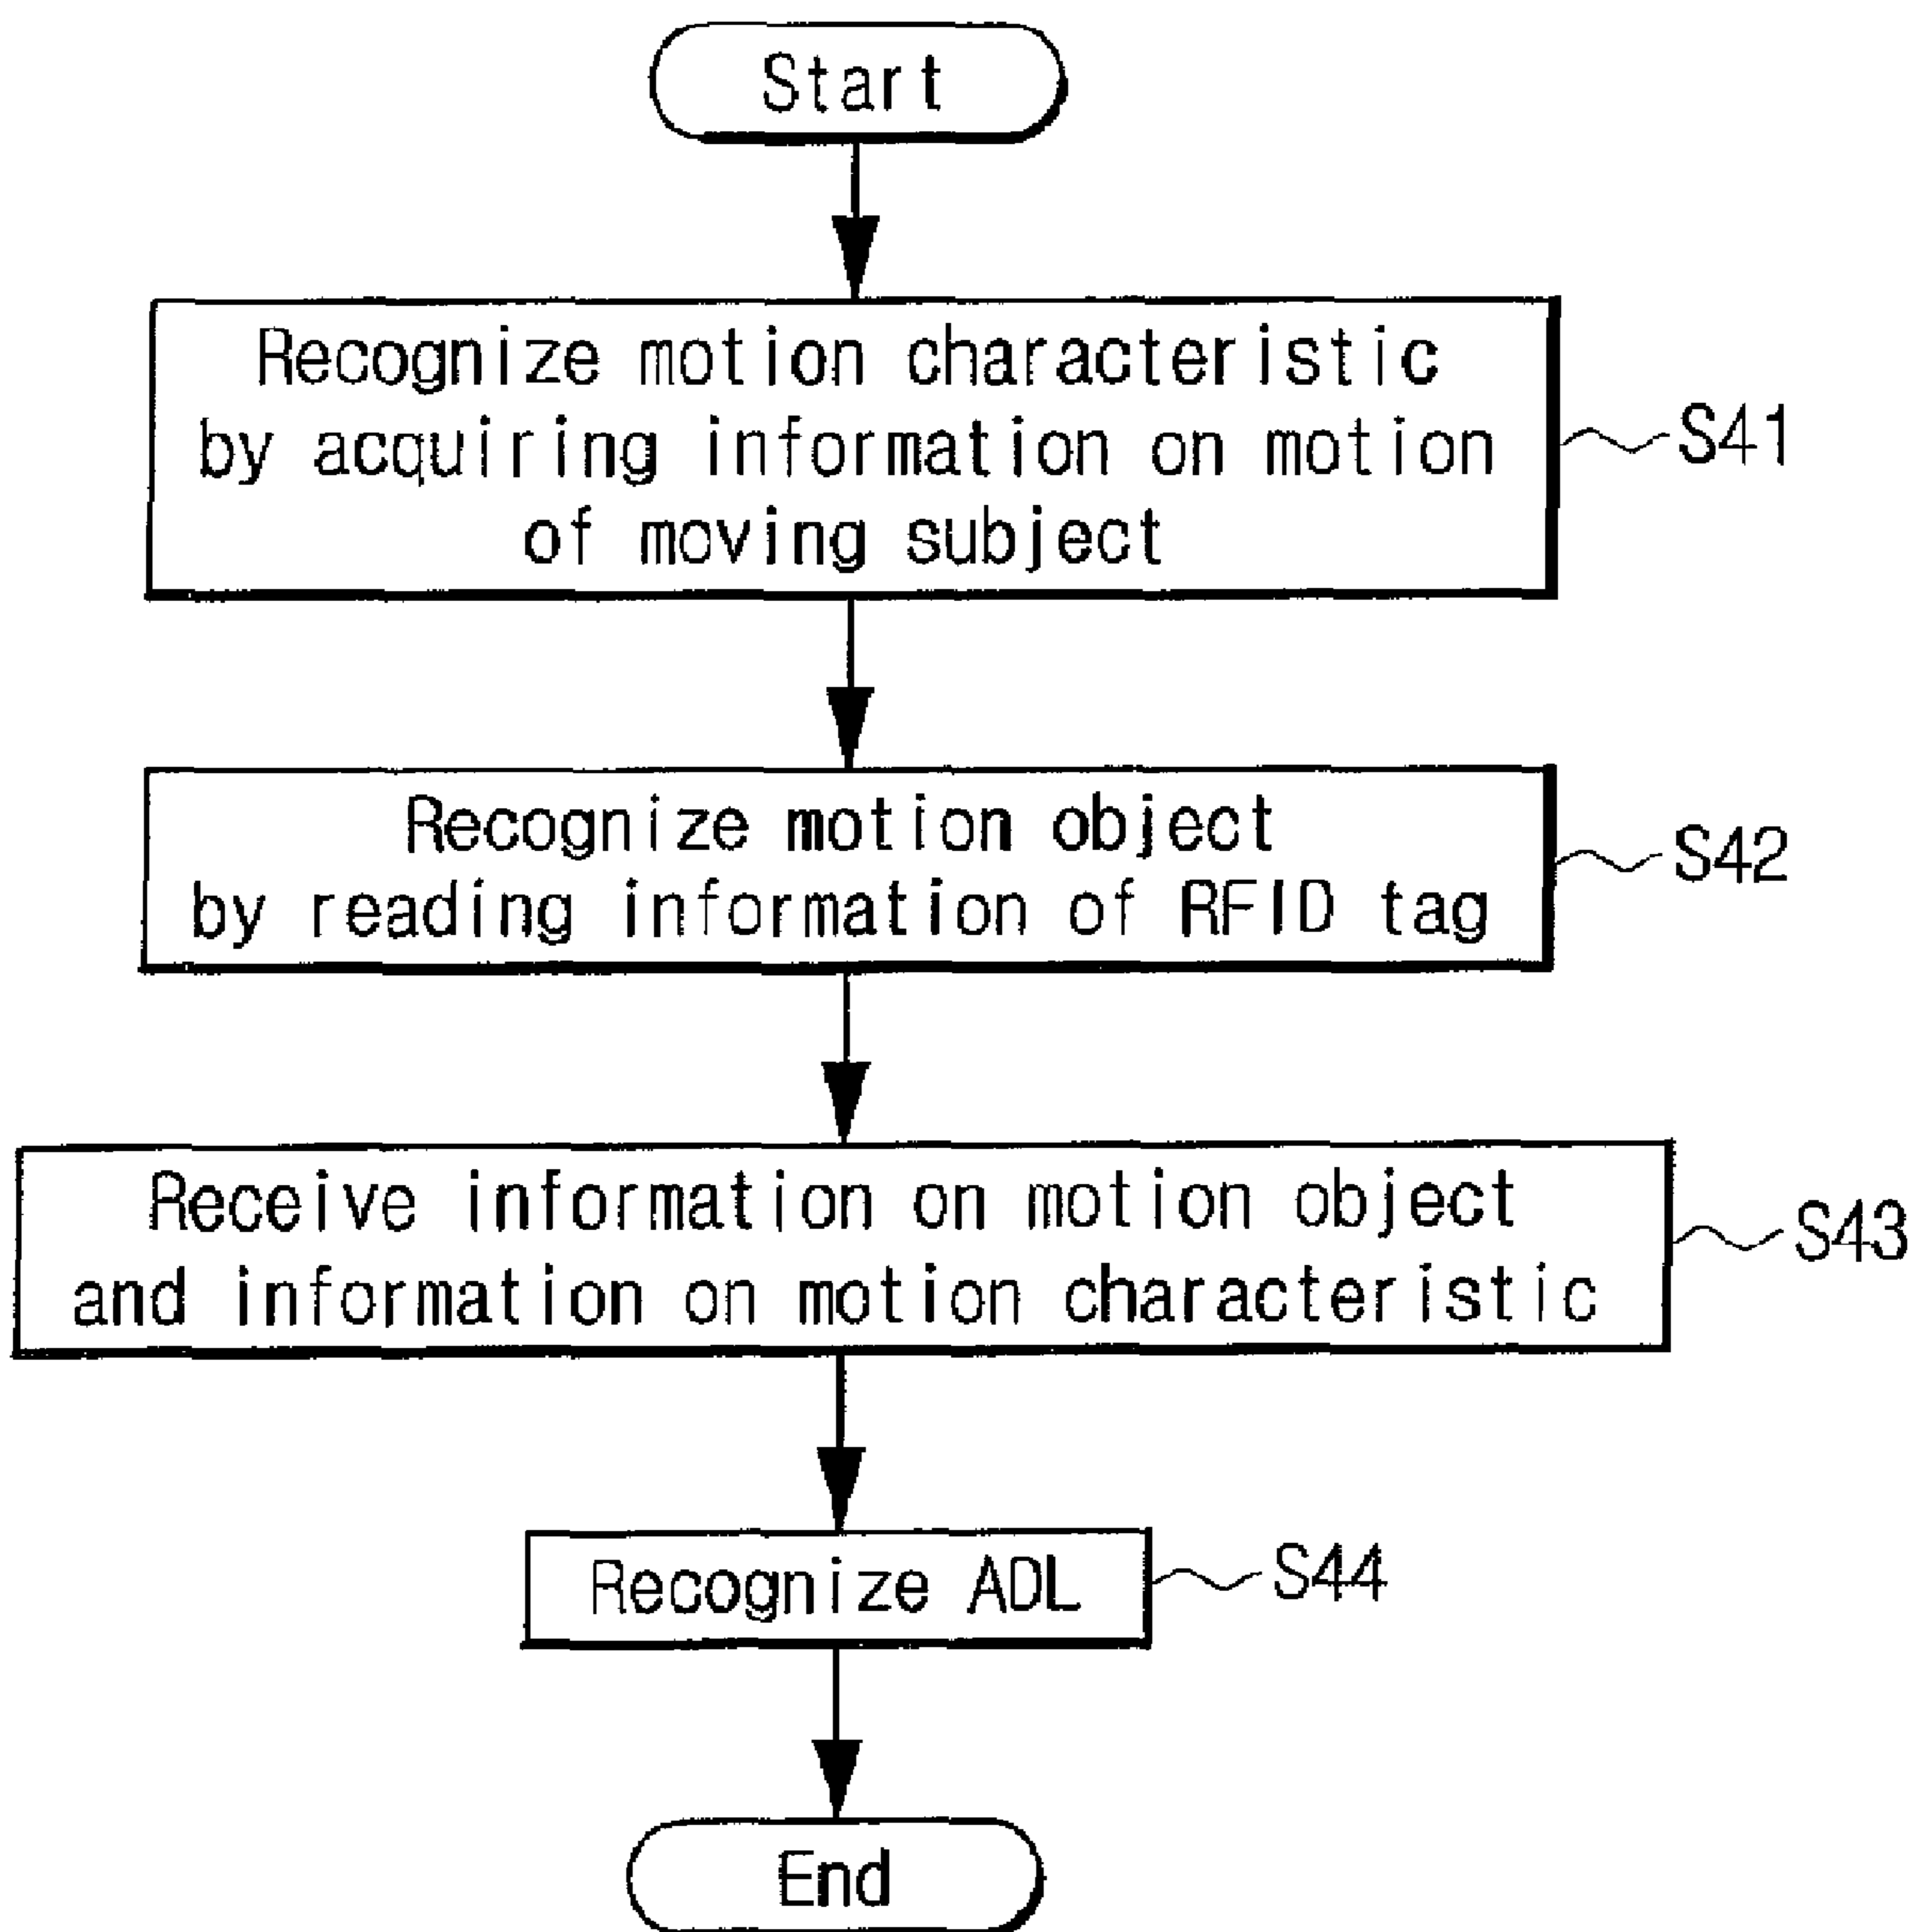 Start
Recognize motion characteristic
by acquiring information on motion
of moving subject
S41
Recognize motion object
by reading information of RFID tag
S42
Receive information on motion object
and information on motion characteristic
S43
Recognize ADL
S44
End